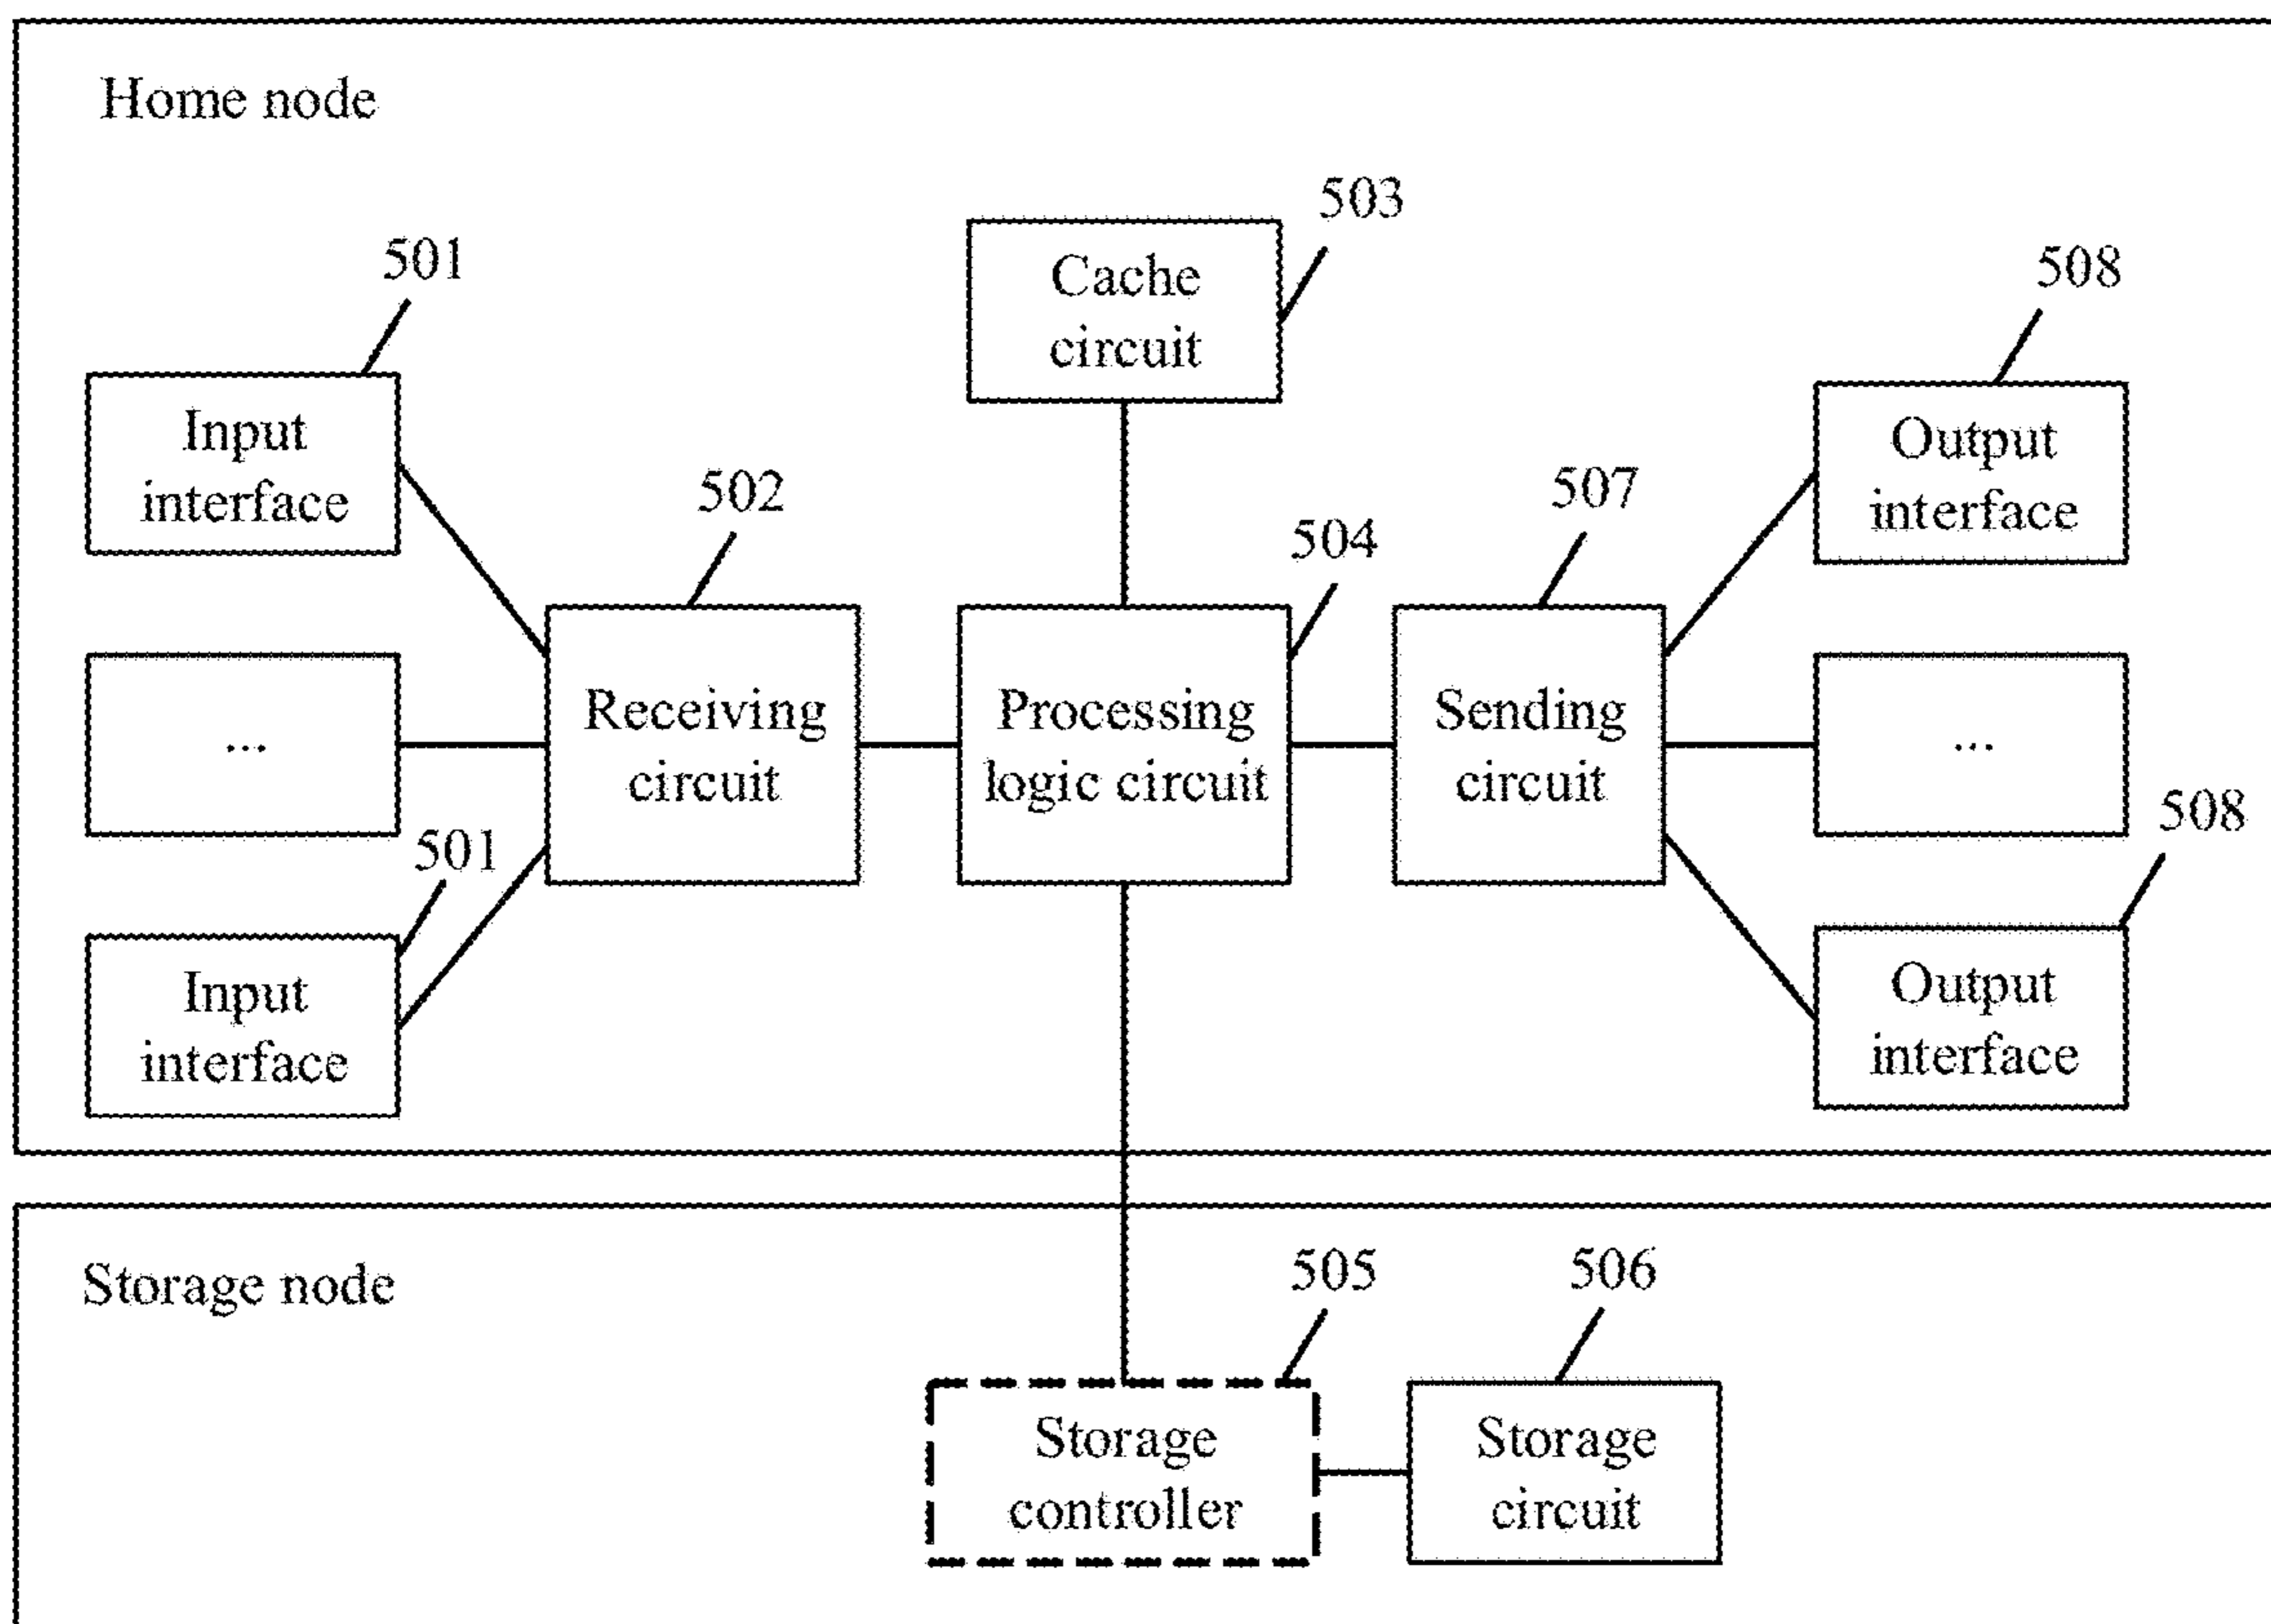 Home node
503
501
Cache
circuit
508
Input
interface
502
507
Output
interface
504
...
Receiving
circuit
Processing
logic circuit
Sending
circuit
...
501
508
Input
interface
Output
interface
Storage node
505
506
Storage
controller
Storage
circuit